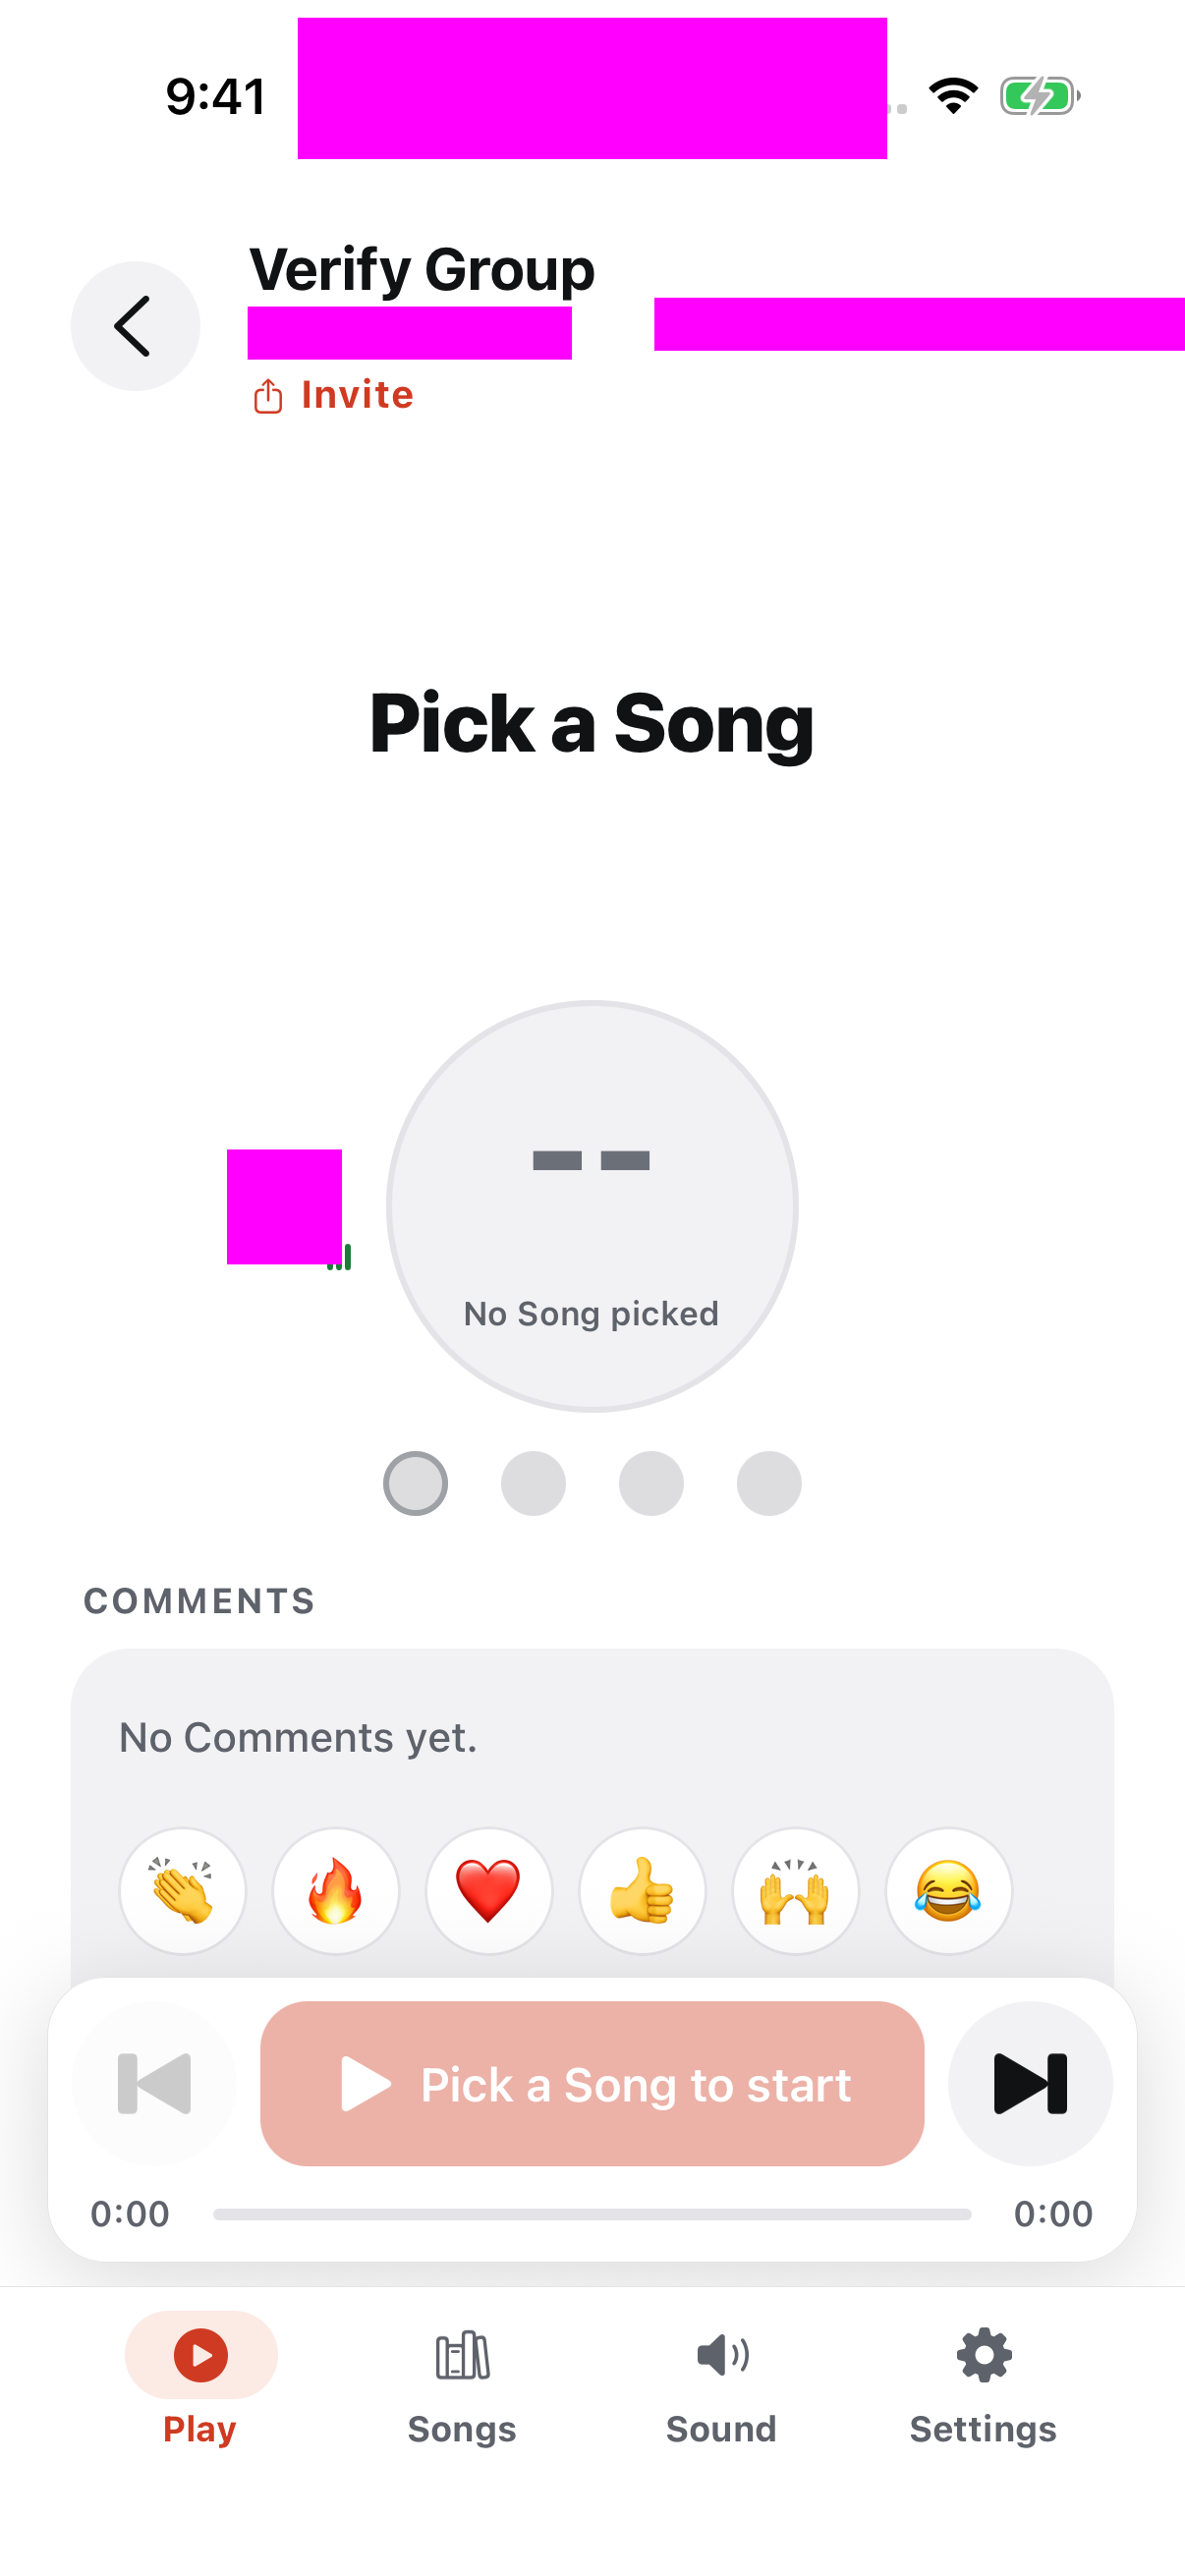 9:41
Verify Group
Invite
Pick a Song
--
No Song picked
COMMENTS
No Comments yet.
Pick a Song to start
0:00
0:00
Play
Songs
Sound
Settings